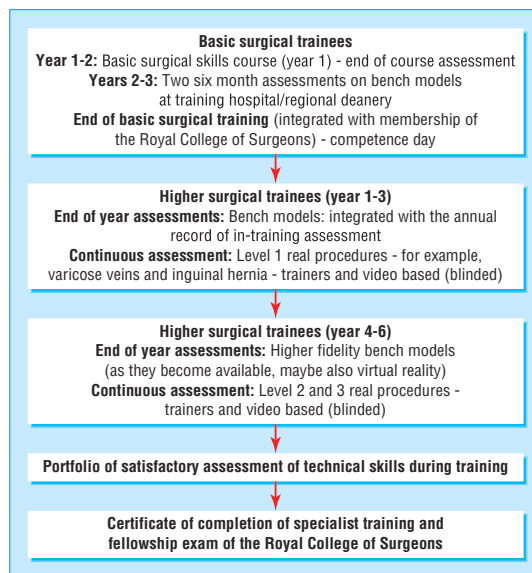 Basic surgical trainees
Year 1-2: Basic surgical skills course (year 1) - end of course assessment
Years 2-3: Two six month assessments on bench models
at training hospital/regional deanery
End of basic surgical training (integrated with membership of
the Royal College of Surgeons) - competence day
Higher surgical trainees (year 1-3)
End of year assessments: Bench models: integrated with the annual
record of in-training assessment
Continuous assessment: Level 1 real procedures - for example,
varicose veins and inguinal hernia - trainers and video based (blinded)
Higher surgical trainees (year 4-6)
End of year assessments: Higher fidelity bench models
(as they become available, maybe also virtual reality)
Continuous assessment: Level 2 and 3 real procedures -
trainers and video based (blinded)
Portfolio of satisfactory assessment of technical skills during training
Certificate of completion of specialist training and
fellowship exam of the Royal College of Surgeons